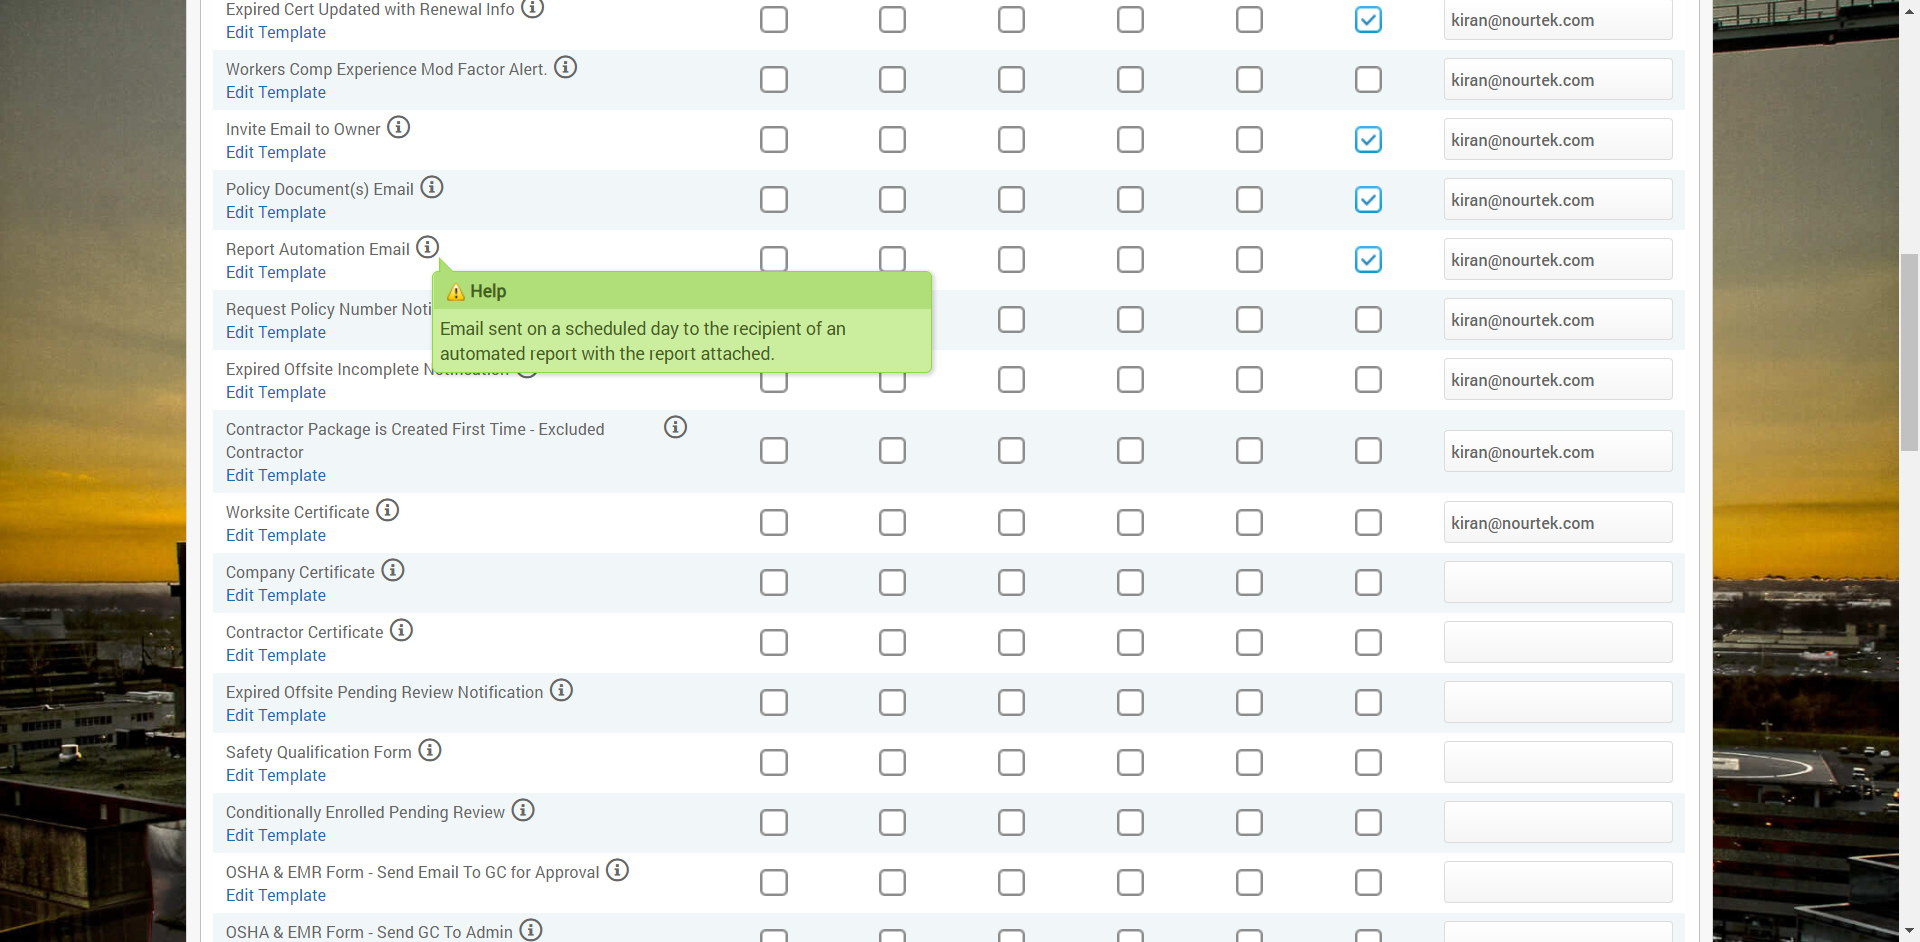 Expired Cert Updated with Renewal Info
Edit Template
kiran@nourtek.com
Workers Comp Experience Mod Factor Alert.
Edit Template
kiran@nourtek.com
Invite Email to Owner
Edit Template
kiran@nourtek.com
Policy Document(s) Email
Edit Template
kiran@nourtek.com
Report Automation Email
Edit Template
kiran@nourtek.com
Help
Email sent on a scheduled day to the recipient of an
automated report with the report attached.
Request Policy Number Noti
Edit Template
kiran@nourtek.com
Expired Offsite Incomplete Notification
Edit Template
kiran@nourtek.com
Contractor Package is Created First Time - Excluded
Contractor
Edit Template
kiran@nourtek.com
Worksite Certificate
Edit Template
kiran@nourtek.com
Company Certificate
Edit Template
Contractor Certificate
Edit Template
Expired Offsite Pending Review Notification
Edit Template
Safety Qualification Form
Edit Template
Conditionally Enrolled Pending Review
Edit Template
OSHA & EMR Form - Send Email To GC for Approval
Edit Template
OSHA & EMR Form - Send GC To Admin